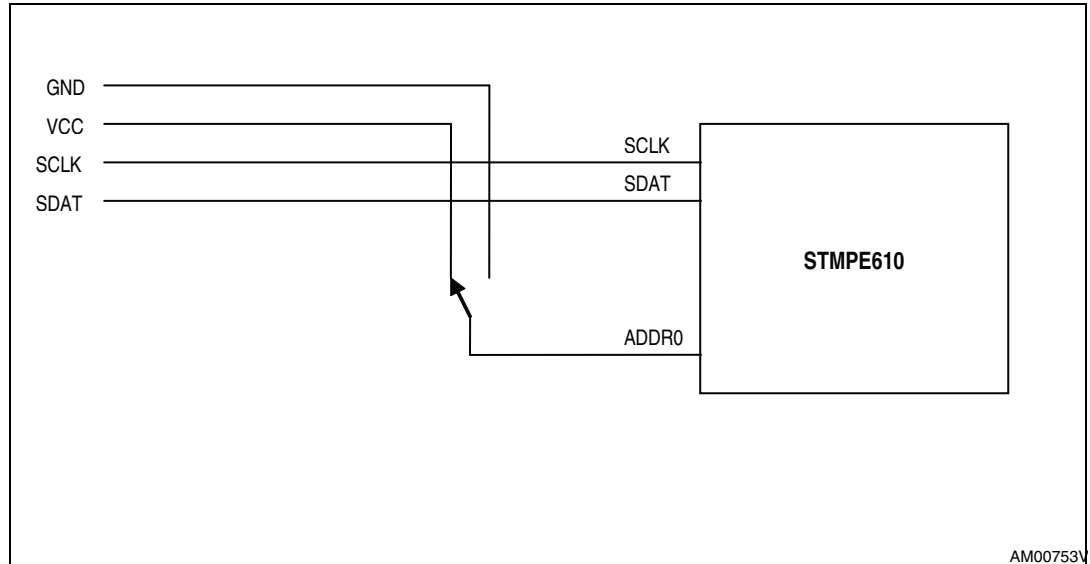 GND
VCC
SCLK
SDAT
SCLK
SDAT
STMPE610
ADDR0
AM00753V